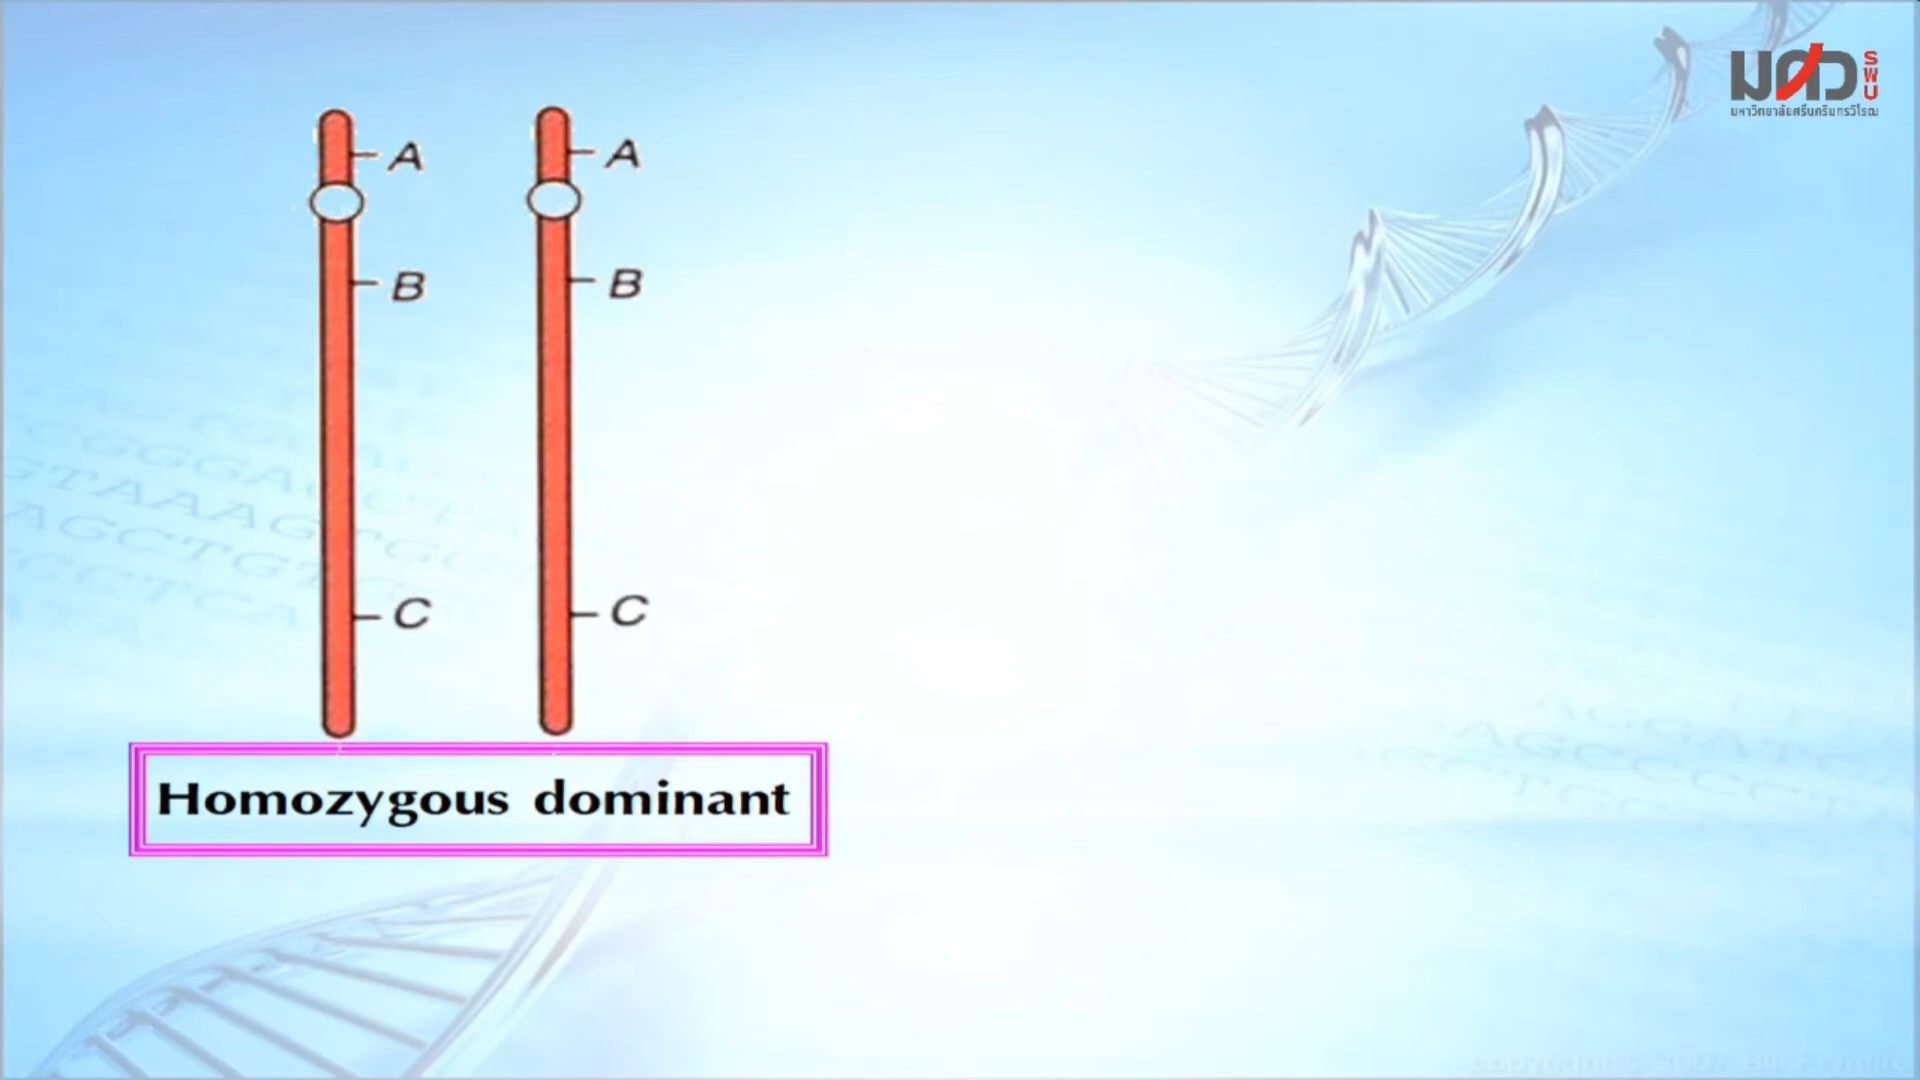 มศว
SWU
มหาวิทยาลัยศรีนครินทรวิโรฒ
A A
B B
C C
Homozygous dominant